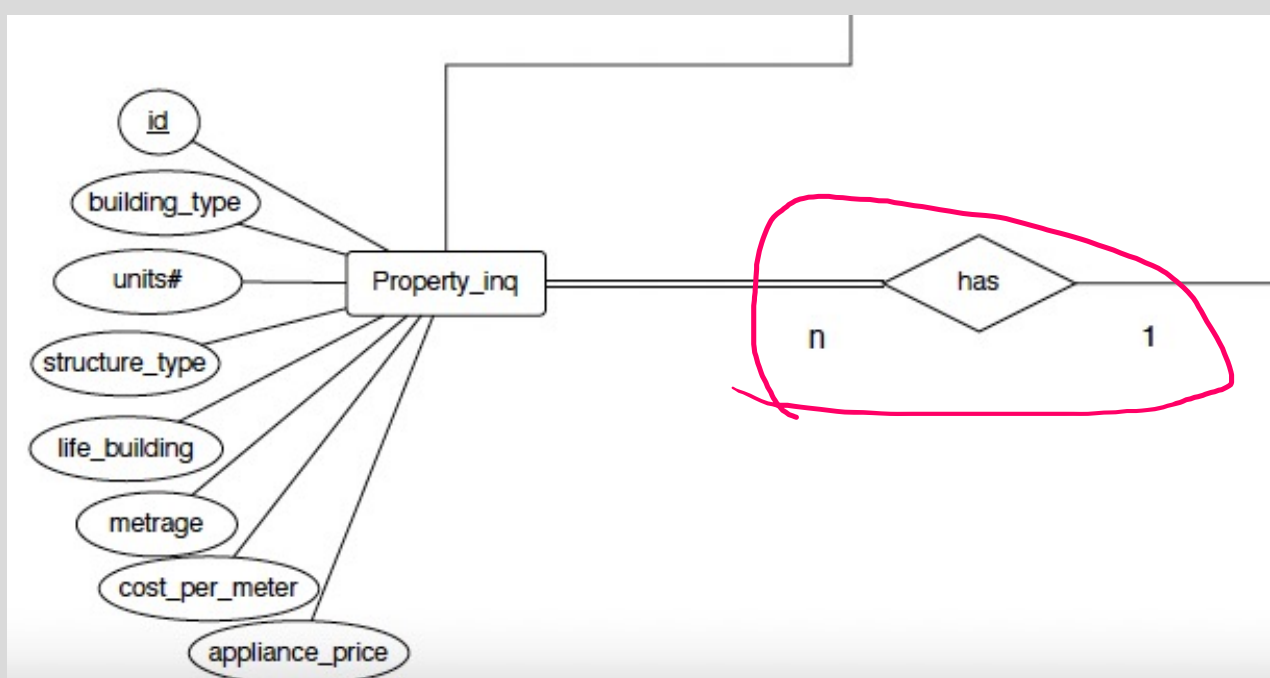 id
building_type
units#
Property_inq
has
structure_type
n
1
life_building
metrage
cost_per_meter
appliance_price